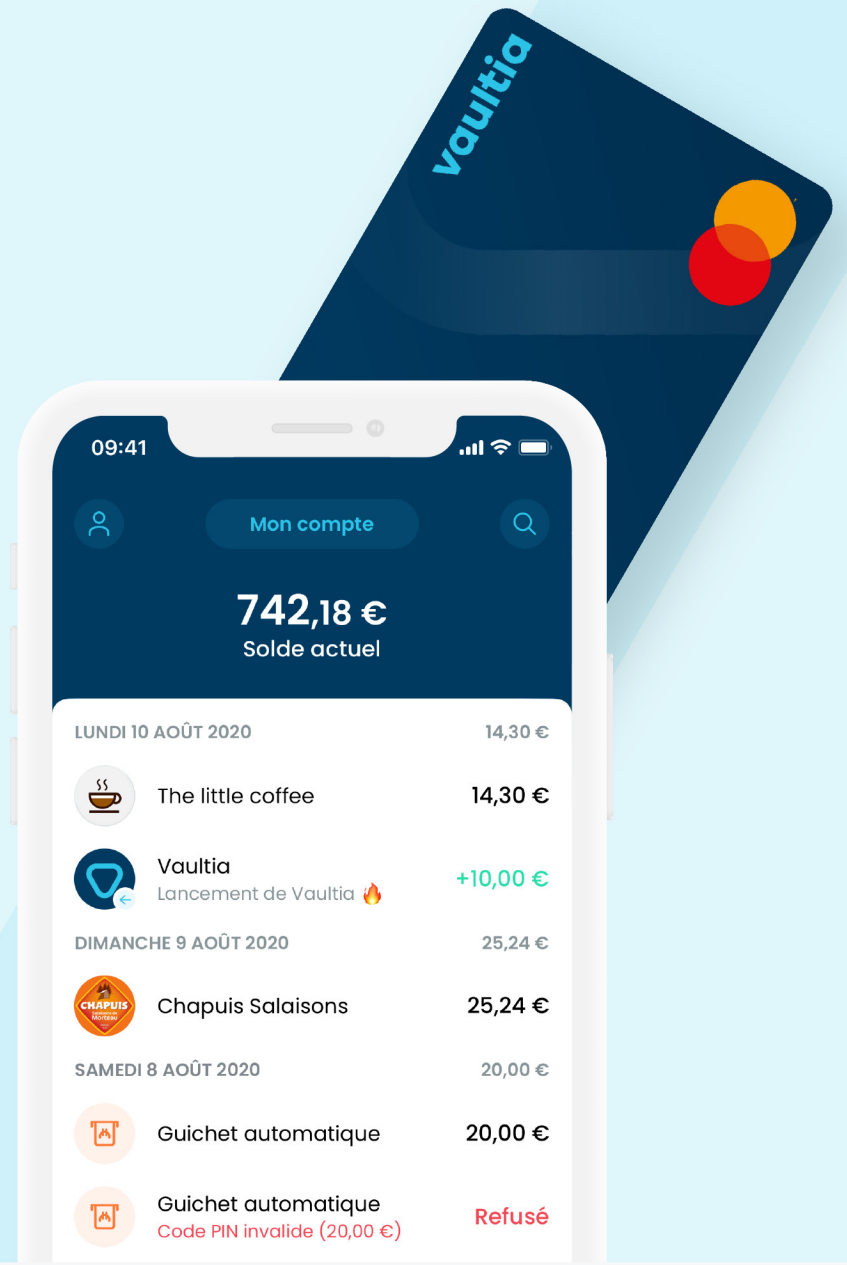 vaultia
09:41
Mon compte
742,18 €
Solde actuel
LUNDI 10 AOÛT 2020 14,30 €
The little coffee 14,30 €
Vaultia
Lancement de Vaultia 🔥 +10,00 €
DIMANCHE 9 AOÛT 2020 25,24 €
CHAPUIS
Morteau
Chapuis Salaisons 25,24 €
SAMEDI 8 AOÛT 2020 20,00 €
Guichet automatique 20,00 €
Guichet automatique
Code PIN invalide (20,00 €) Refusé